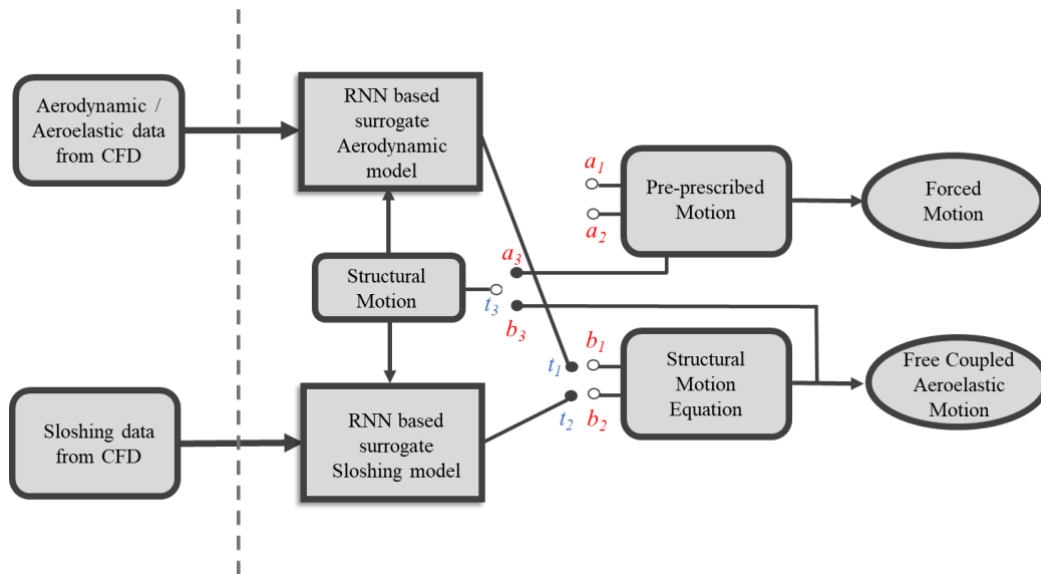 Aerodynamic /
Aeroelastic data
from CFD
RNN based
surrogate
Aerodynamic
model
a1
a2
Pre-prescribed
Motion
Forced
Motion
Structural
Motion
a3
t3
b3
t1
t2
b1
b2
Structural
Motion
Equation
Free Coupled
Aeroelastic
Motion
Sloshing data
from CFD
RNN based
surrogate
Sloshing model